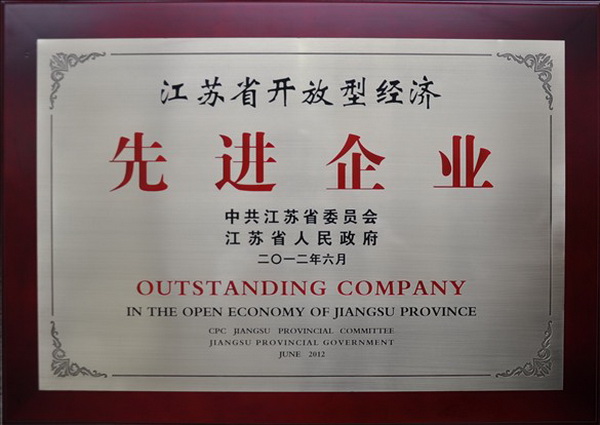 江苏省开放型经济
先进企业
中共江苏省委员会
江苏省人民政府
二〇一二年六月
OUTSTANDING COMPANY
IN THE OPEN ECONOMY OF JIANGSU PROVINCE
CPC JIANGSU PROVINCIAL COMMITTEE
JIANGSU PROVINCIAL GOVERNMENT
JUNE 2012